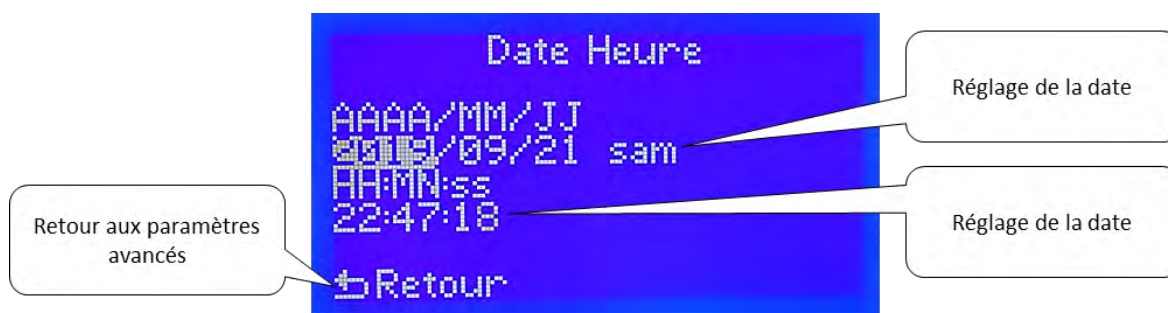 Date Heure
AAAA/MM/JJ
2019/09/21 sam
HH:MN:ss
22:47:18
Retour
Réglage de la date
Réglage de la date
Retour aux paramètres
avancés